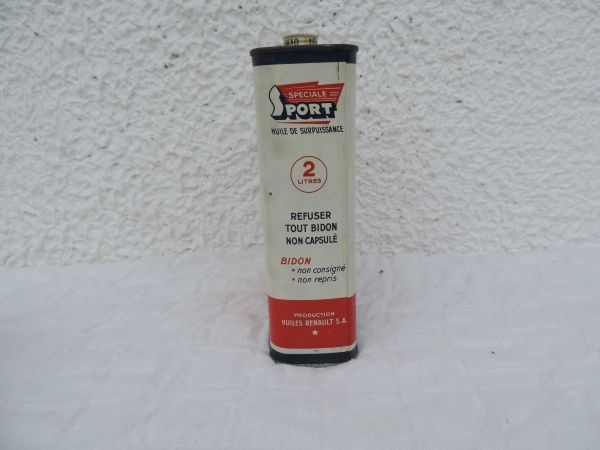 SPECIALE
SPORT
HUILE DE SURPUISSANCE
2
LITRES
REFUSER
TOUT BIDON
NON CAPSULÉ
BIDON
• non consigné
• non repris
PRODUCTION
HUILES RENAULT S.A.